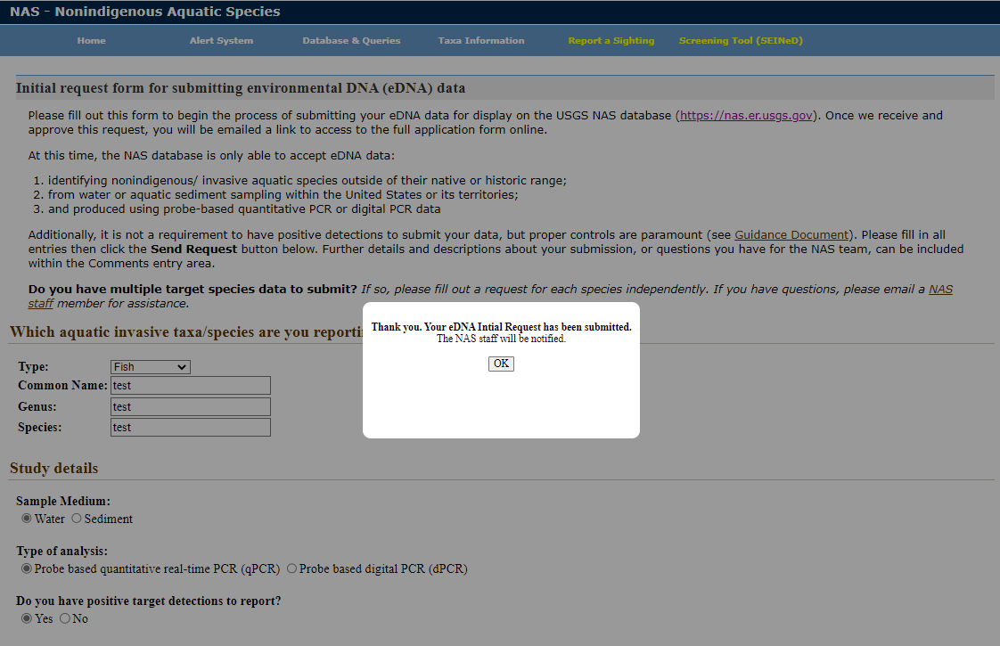 NAS - Nonindigenous Aquatic Species
Home Alert System Database & Queries Taxa Information Report a Sighting Screening Tool (SEINeD)
Initial request form for submitting environmental DNA (eDNA) data
Please fill out this form to begin the process of submitting your eDNA data for display on the USGS NAS database (https://nas.er.usgs.gov). Once we receive and
approve this request, you will be emailed a link to access to the full application form online.
At this time, the NAS database is only able to accept eDNA data:
1. identifying nonindigenous/ invasive aquatic species outside of their native or historic range;
2. from water or aquatic sediment sampling within the United States or its territories;
3. and produced using probe-based quantitative PCR or digital PCR data
Additionally, it is not a requirement to have positive detections to submit your data, but proper controls are paramount (see Guidance Document). Please fill in all
entries then click the Send Request button below. Further details and descriptions about your submission, or questions you have for the NAS team, can be included
within the Comments entry area.
Do you have multiple target species data to submit? If so, please fill out a request for each species independently. If you have questions, please email a NAS
staff member for assistance.
Which aquatic invasive taxa/species are you reporti
Thank you. Your eDNA Intial Request has been submitted.
The NAS staff will be notified.
OK
Type: Fish
Common Name: test
Genus: test
Species: test
Study details
Sample Medium:
Water Sediment
Type of analysis:
Probe based quantitative real-time PCR (qPCR) Probe based digital PCR (dPCR)
Do you have positive target detections to report?
Yes No